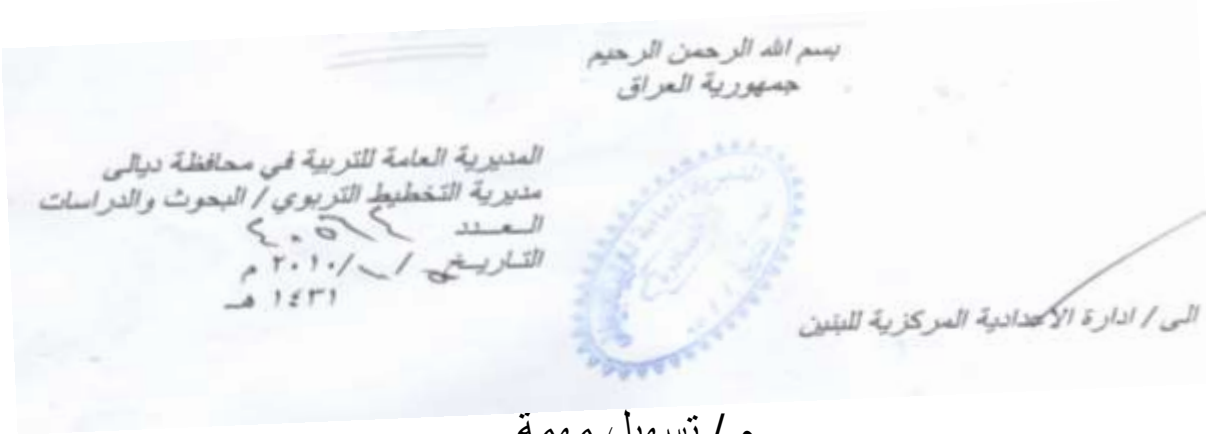 بسم الله الرحمن الرحيم
جمهورية العراق
المديرية العامة للتربية في محافظة ديالى
مديرية التخطيط التربوي / البحوث والدراسات
العدد
التاريخ / / ٢٠١٠ م
١٤٣١ هـ
الى / ادارة الاعدادية المركزية للبنين
م / تسهيل مهمة